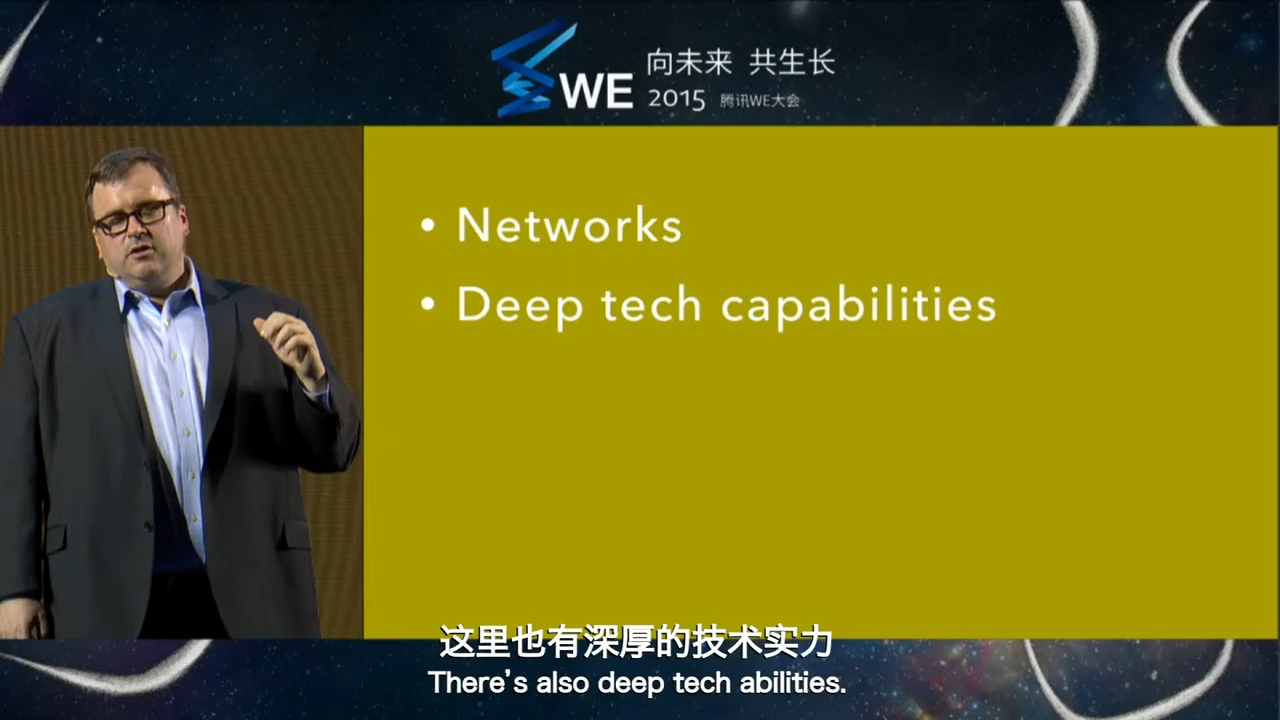 WE
向未来 共生长
2015 腾讯WE大会
• Networks
• Deep tech capabilities
这里也有深厚的技术实力
There's also deep tech abilities.